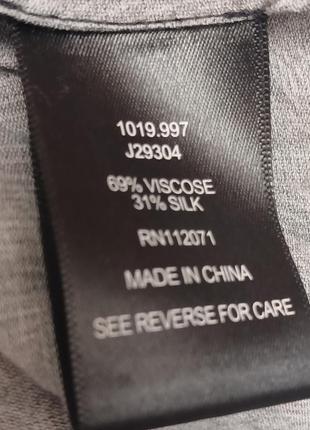 1019.997
J29304
69% VISCOSE
31% SILK
RN112071
MADE IN CHINA
SEE REVERSE FOR CARE